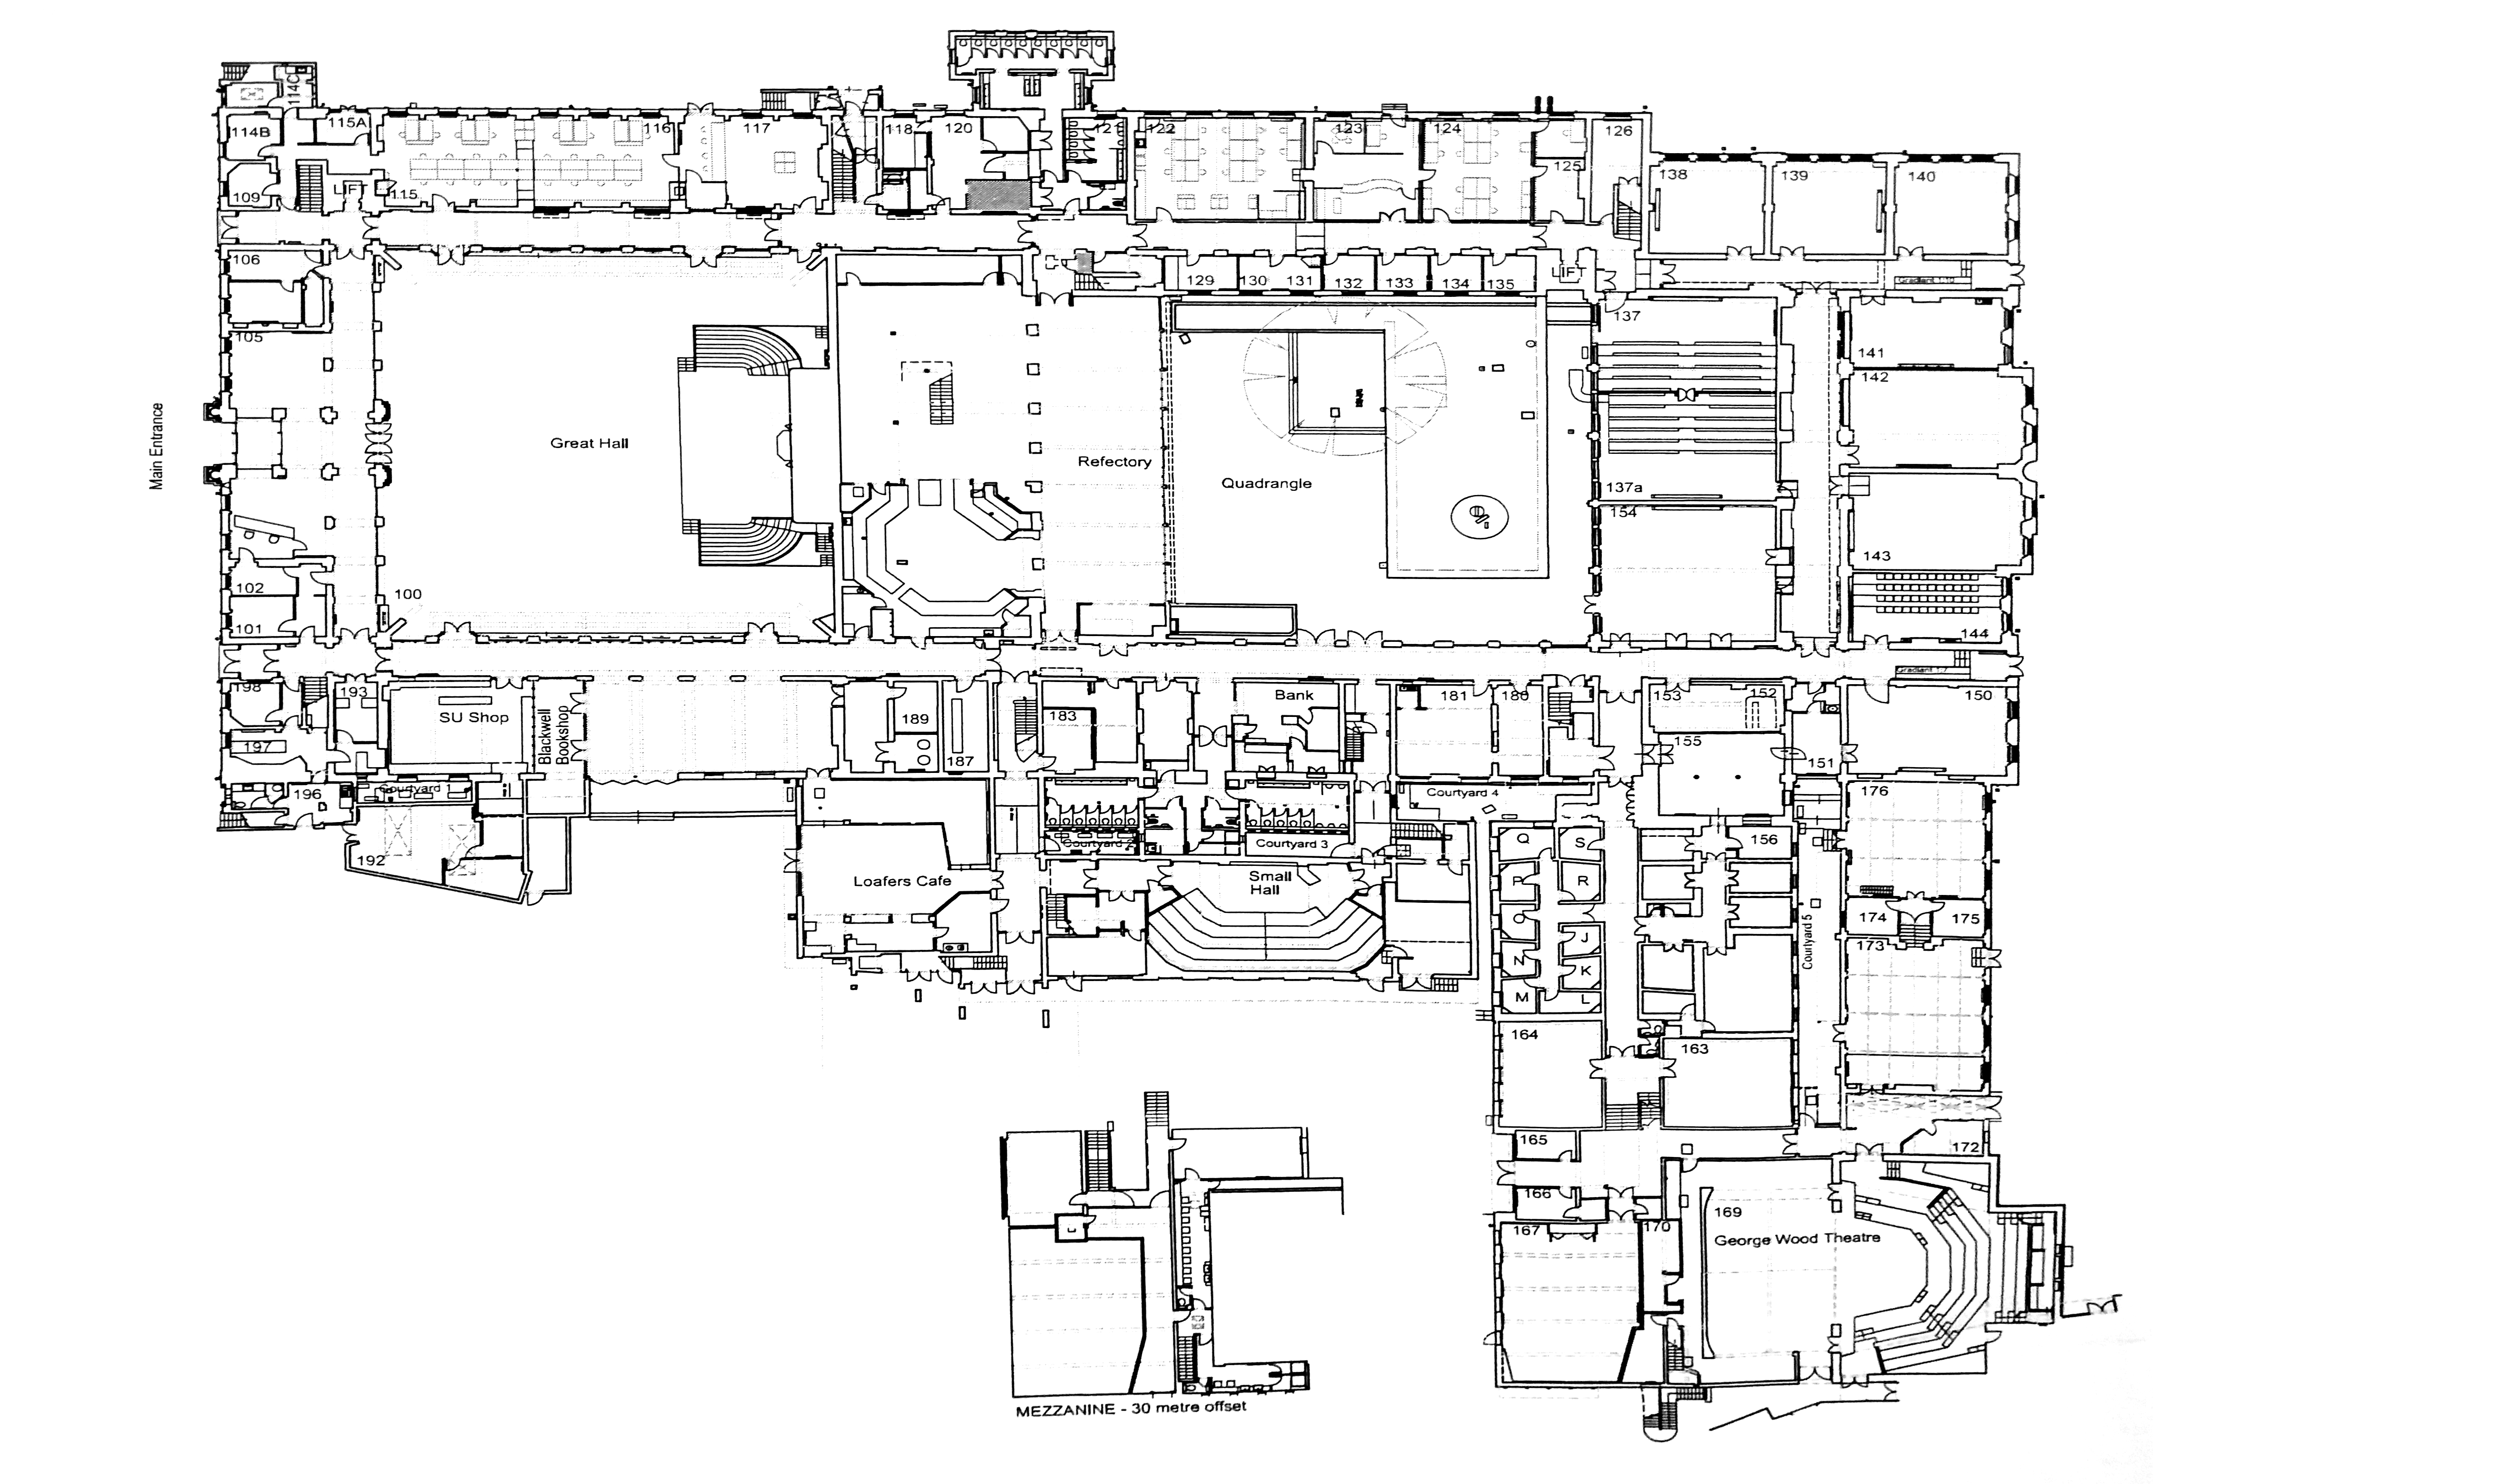 114C
114B
115A
116
117
118
120
121
122
123
124
126
125
109
LIFT
115
138
139
140
106
129
130
131
132
133
134
135
LIFT
Gradient 1:10
137
105
141
142
Main Entrance
Great Hall
Refectory
Quadrangle
137a
154
143
102
100
101
144
198
193
SU Shop
Blackwell
Bookshop
189
187
183
Bank
181
180
153
152
150
197
155
151
196
Courtyard 1
Courtyard 4
176
192
Courtyard 2
Courtyard 3
Q
S
156
Loafers Cafe
Small
Hall
P
R
O
174
175
J
173
Courtyard 5
N
K
M
L
164
163
165
172
166
167
170
169
George Wood Theatre
MEZZANINE - 30 metre offset